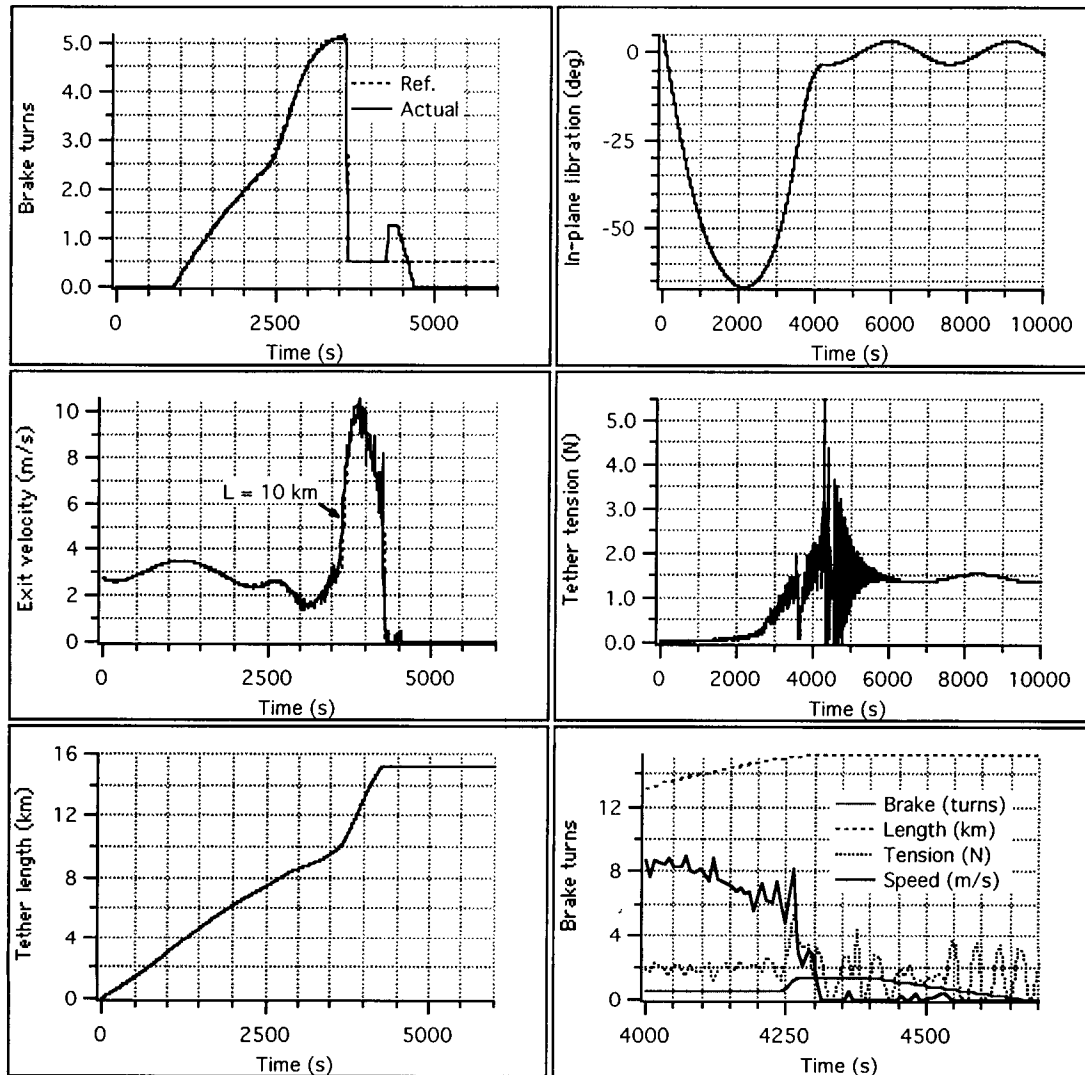 5.0
4.0
3.0
2.0
1.0
0.0
Brake turns
Ref.
Actual
0
2500
5000
Time (s)
0
-25
-50
In-plane libration (deg)
0
2000
4000
6000
8000
10000
Time (s)
10
8
6
4
2
0
Exit velocity (m/s)
L = 10 km
0
2500
5000
Time (s)
5.0
4.0
3.0
2.0
1.0
0.0
Tether tension (N)
0
2000
4000
6000
8000
10000
Time (s)
16
12
8
4
0
Tether length (km)
0
2500
5000
Time (s)
12
8
4
0
Brake turns
Brake (turns)
Length (km)
Tension (N)
Speed (m/s)
4000
4250
4500
Time (s)